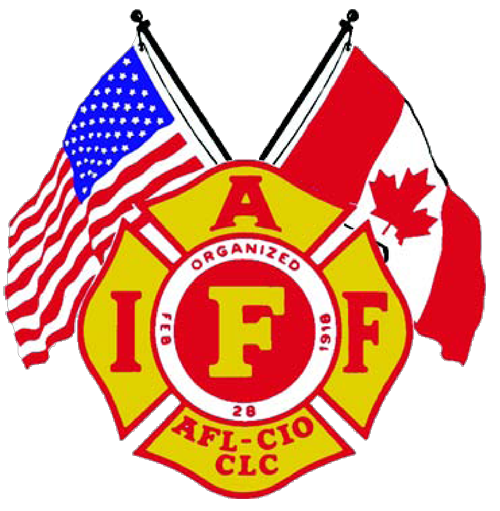 A
ORGANIZED
I F F
FEB 1918
28
AFL-CIO
CLC